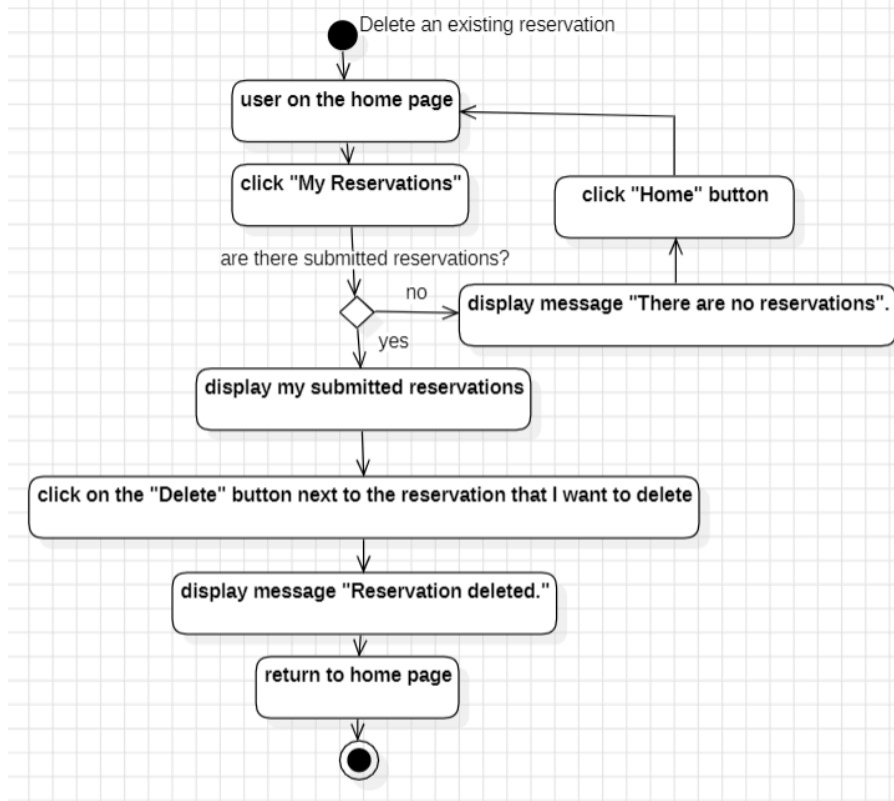 Delete an existing reservation
user on the home page
click "My Reservations"
click "Home" button
are there submitted reservations?
no
display message "There are no reservations".
yes
display my submitted reservations
click on the "Delete" button next to the reservation that I want to delete
display message "Reservation deleted."
return to home page